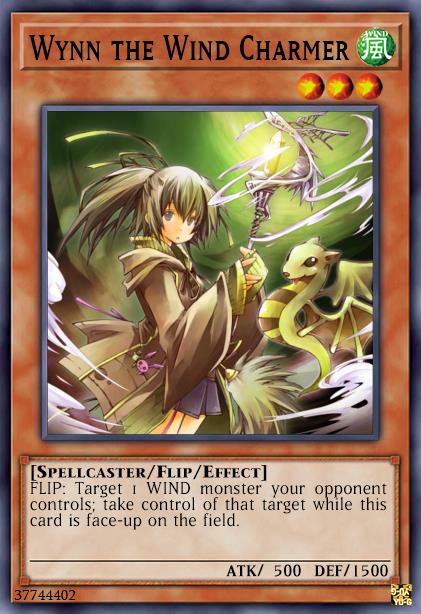 Wynn the Wind Charmer
WIND
風
[Spellcaster/Flip/Effect]
FLIP: Target 1 WIND monster your opponent
controls; take control of that target while this
card is face-up on the field.
ATK/ 500 DEF/1500
37744402